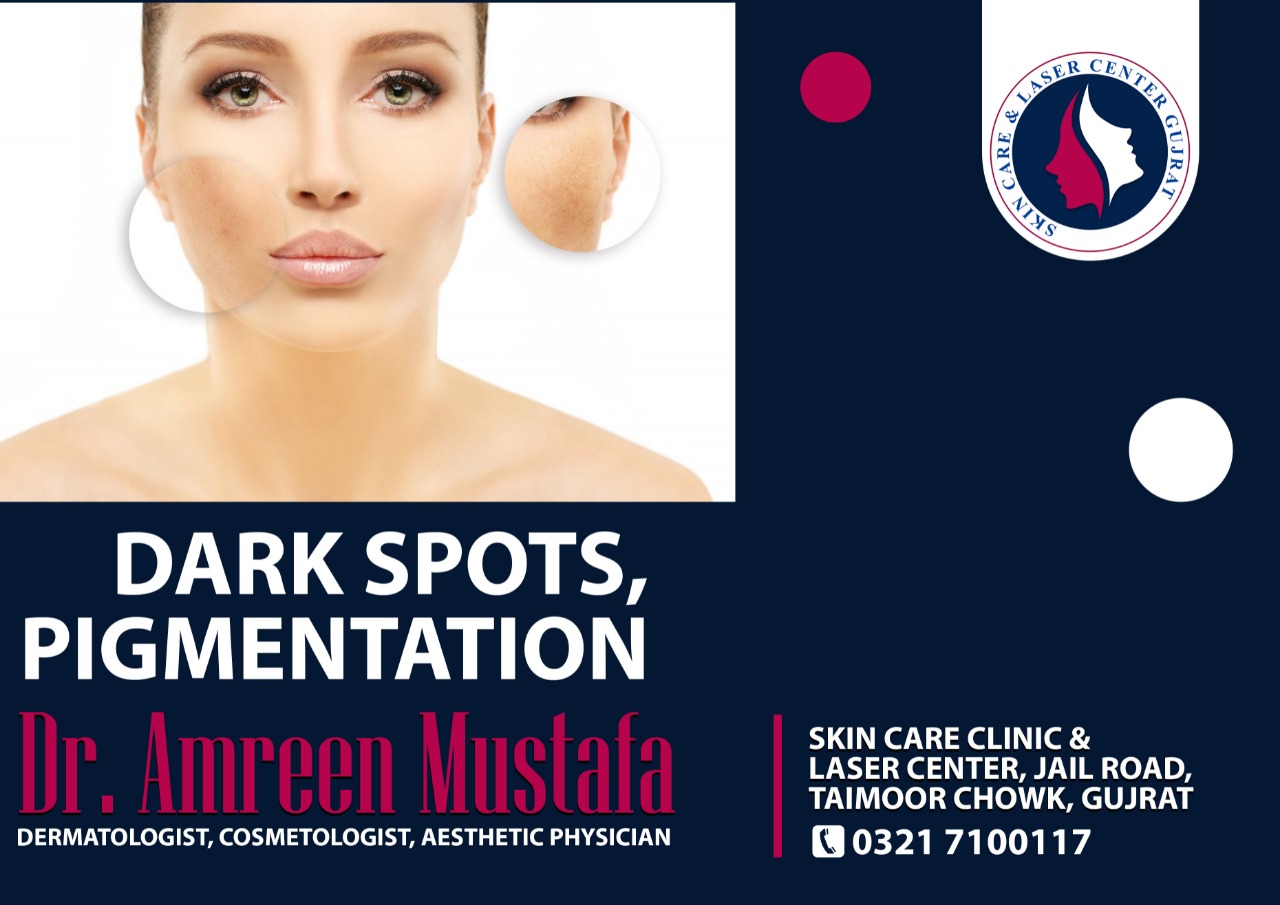 SKIN CARE & LASER CENTER GUJRAT
DARK SPOTS,
PIGMENTATION
Dr. Amreen Mustafa
DERMATOLOGIST, COSMETOLOGIST, AESTHETIC PHYSICIAN
SKIN CARE CLINIC &
LASER CENTER, JAIL ROAD,
TAIMOOR CHOWK, GUJRAT
0321 7100117